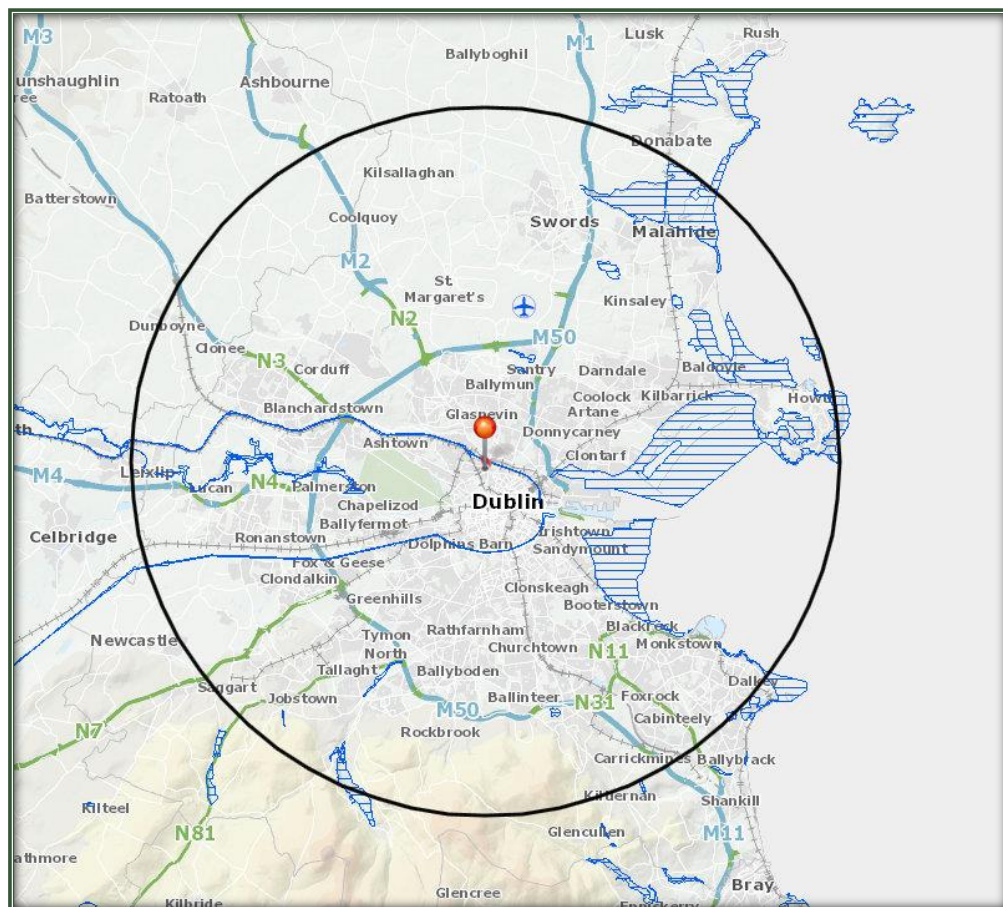 M3
M1
Lusk
Rush
Ballyboghil
unshaughlin
Ashbourne
ree
Ratoath
Donabate
Kilsallaghan
Batterstown
Coolquoy
Swords
Malahide
M2
St.
Margaret's
Kinsaley
Dunboyne
N2
Clonee
M50
N3
Corduff
Santry
Darndale
Baldoyle
Ballymun
Coolock
Kilbarrick
Howt
Blanchardstown
Glasnevin
Artane
th
Ashtown
Donnycarney
Clontarf
M4
Leixlip
Lucan
N4
Palmerston
Dublin
Chapelizod
Ballyfermot
Celbridge
Ronanstown
Dolphins Barn
Irishtown
Sandymount
Fox & Geese
Clondalkin
Clonskeagh
Greenhills
Booterstown
Newcastle
Rathfarnham
Blackrock
Tymon
North
Churchtown
N11
Monkstown
Tallaght
Ballyboden
Saggart
Jobstown
Dalkey
M50
Ballinteer
N31
Foxrock
N7
Rockbrook
Cabinteely
Carrickmines
Ballybrack
Kilteel
Kilternan
Shankill
N81
Glencullen
M11
athmore
Bray
Glencree
Kilbride
Enniskerry